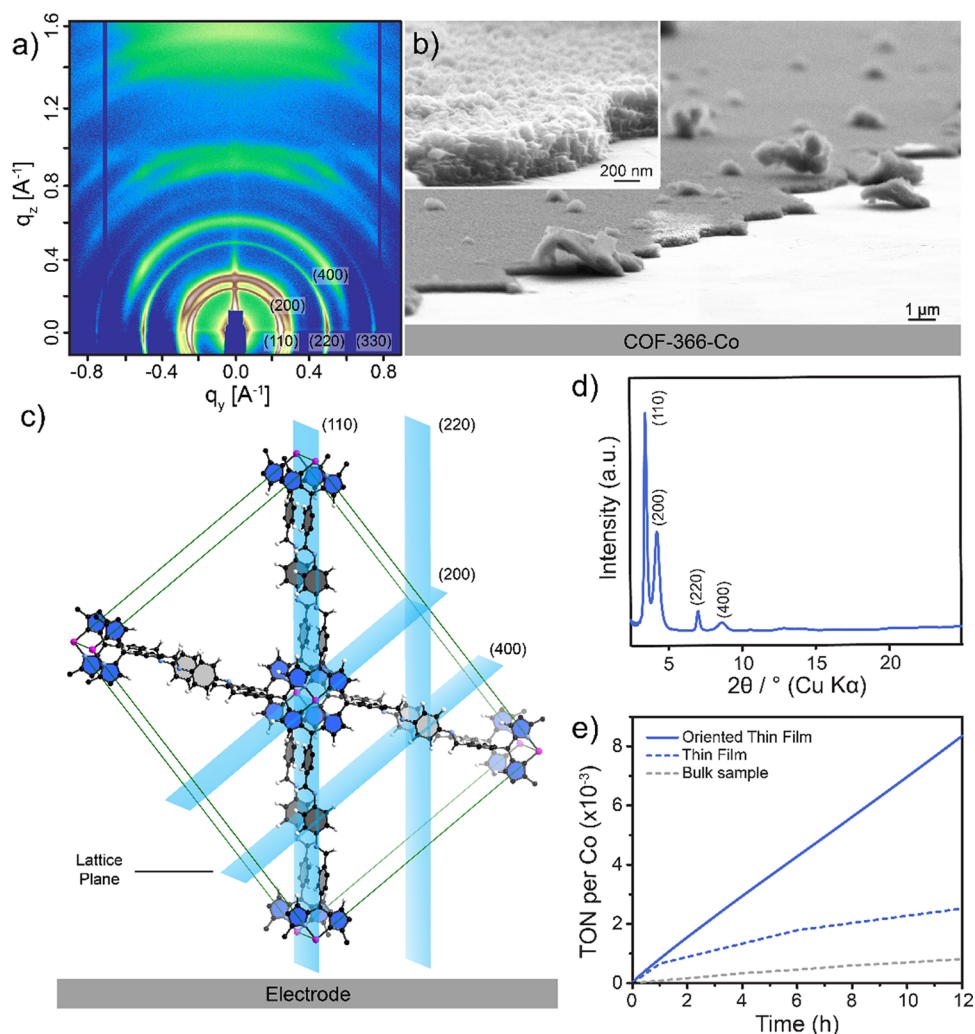 a)
1.6
1.2
0.8
0.4
0.0
q_z [A⁻¹]
(400)
(200)
(110) (220) (330)
-0.8 -0.4 0.0 0.4 0.8
q_y [A⁻¹]
b)
200 nm
1 μm
COF-366-Co
c)
(110)
(220)
(200)
(400)
Lattice
Plane
Electrode
d)
(110)
(200)
(220)
(400)
Intensity (a.u.)
5 10 15 20
2θ / ° (Cu Kα)
e)
Oriented Thin Film
Thin Film
Bulk sample
8
6
4
2
0
TON per Co (x10⁻³)
0 2 4 6 8 10 12
Time (h)